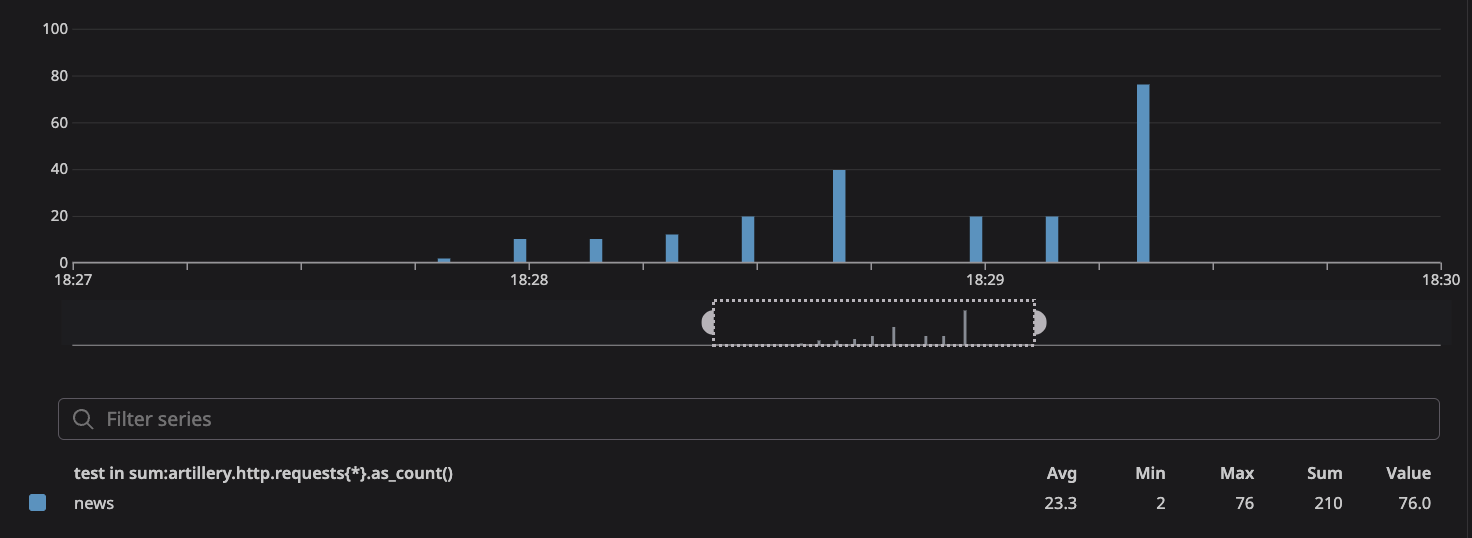 100
80
60
40
20
0
18:27 18:28 18:29 18:30
Filter series
test in sum:artillery.http.requests{*}.as_count() Avg Min Max Sum Value
news 23.3 2 76 210 76.0